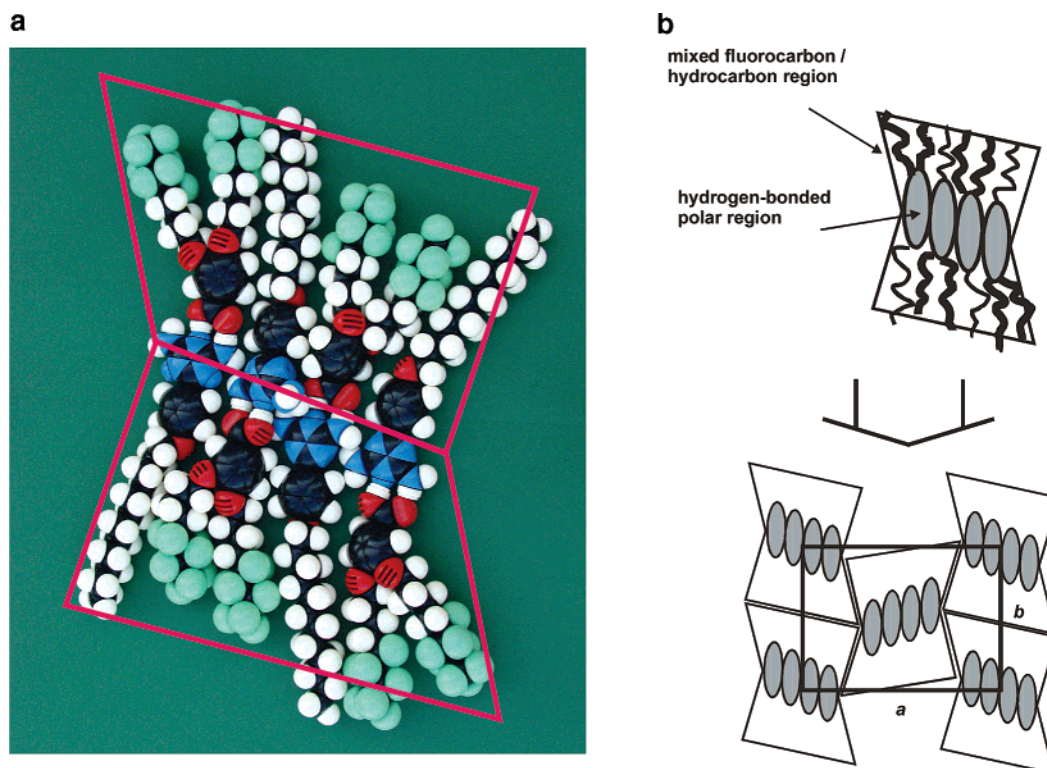 a
b
mixed fluorocarbon /
hydrocarbon region
hydrogen-bonded
polar region
b
a